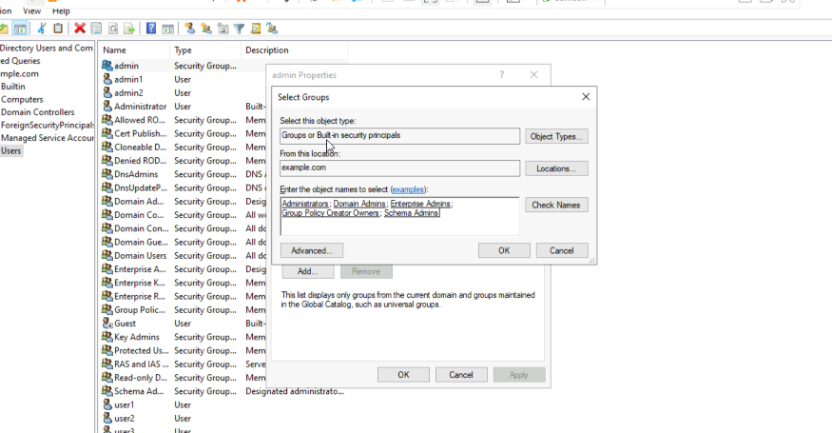 ion View Help
Name Type Description
Directory Users and Com
ed Queries
mple.com
Builtin
Computers
Domain Controllers
ForeignSecurityPrincipals
Managed Service Accour
Users
admin Security Group...
admin1 User
admin2 User
Administrator User Built-
Allowed RO... Security Group... Mem
Cert Publish... Security Group... Mem
Cloneable D... Security Group... Mem
Denied ROD... Security Group... Mem
DnsAdmins Security Group... DNS A
DnsUpdateP... Security Group... DNS c
Domain Ad... Security Group... Desig
Domain Co... Security Group... All wo
Domain Con... Security Group... All do
Domain Gue... Security Group... All do
Domain Users Security Group... All do
Enterprise A... Security Group... Desig
Enterprise K... Security Group... Mem
Enterprise R... Security Group... Mem
Group Polic... Security Group... Mem
Guest User Built-
Key Admins Security Group... Mem
Protected Us... Security Group... Mem
RAS and IAS ... Security Group... Serve
Read-only D... Security Group... Mem
Schema Ad... Security Group... Designated administrato...
user1 User
user2 User
user3 User
admin Properties
Select Groups
Select this object type:
Groups or Built-in security principals
Object Types...
From this location:
example.com
Locations...
Enter the object names to select (examples):
Administrators; Domain Admins; Enterprise Admins;
Group Policy Creator Owners; Schema Admins
Check Names
Advanced... OK Cancel
Add... Remove
This list displays only groups from the current domain and groups maintained
in the Global Catalog, such as universal groups.
OK Cancel Apply